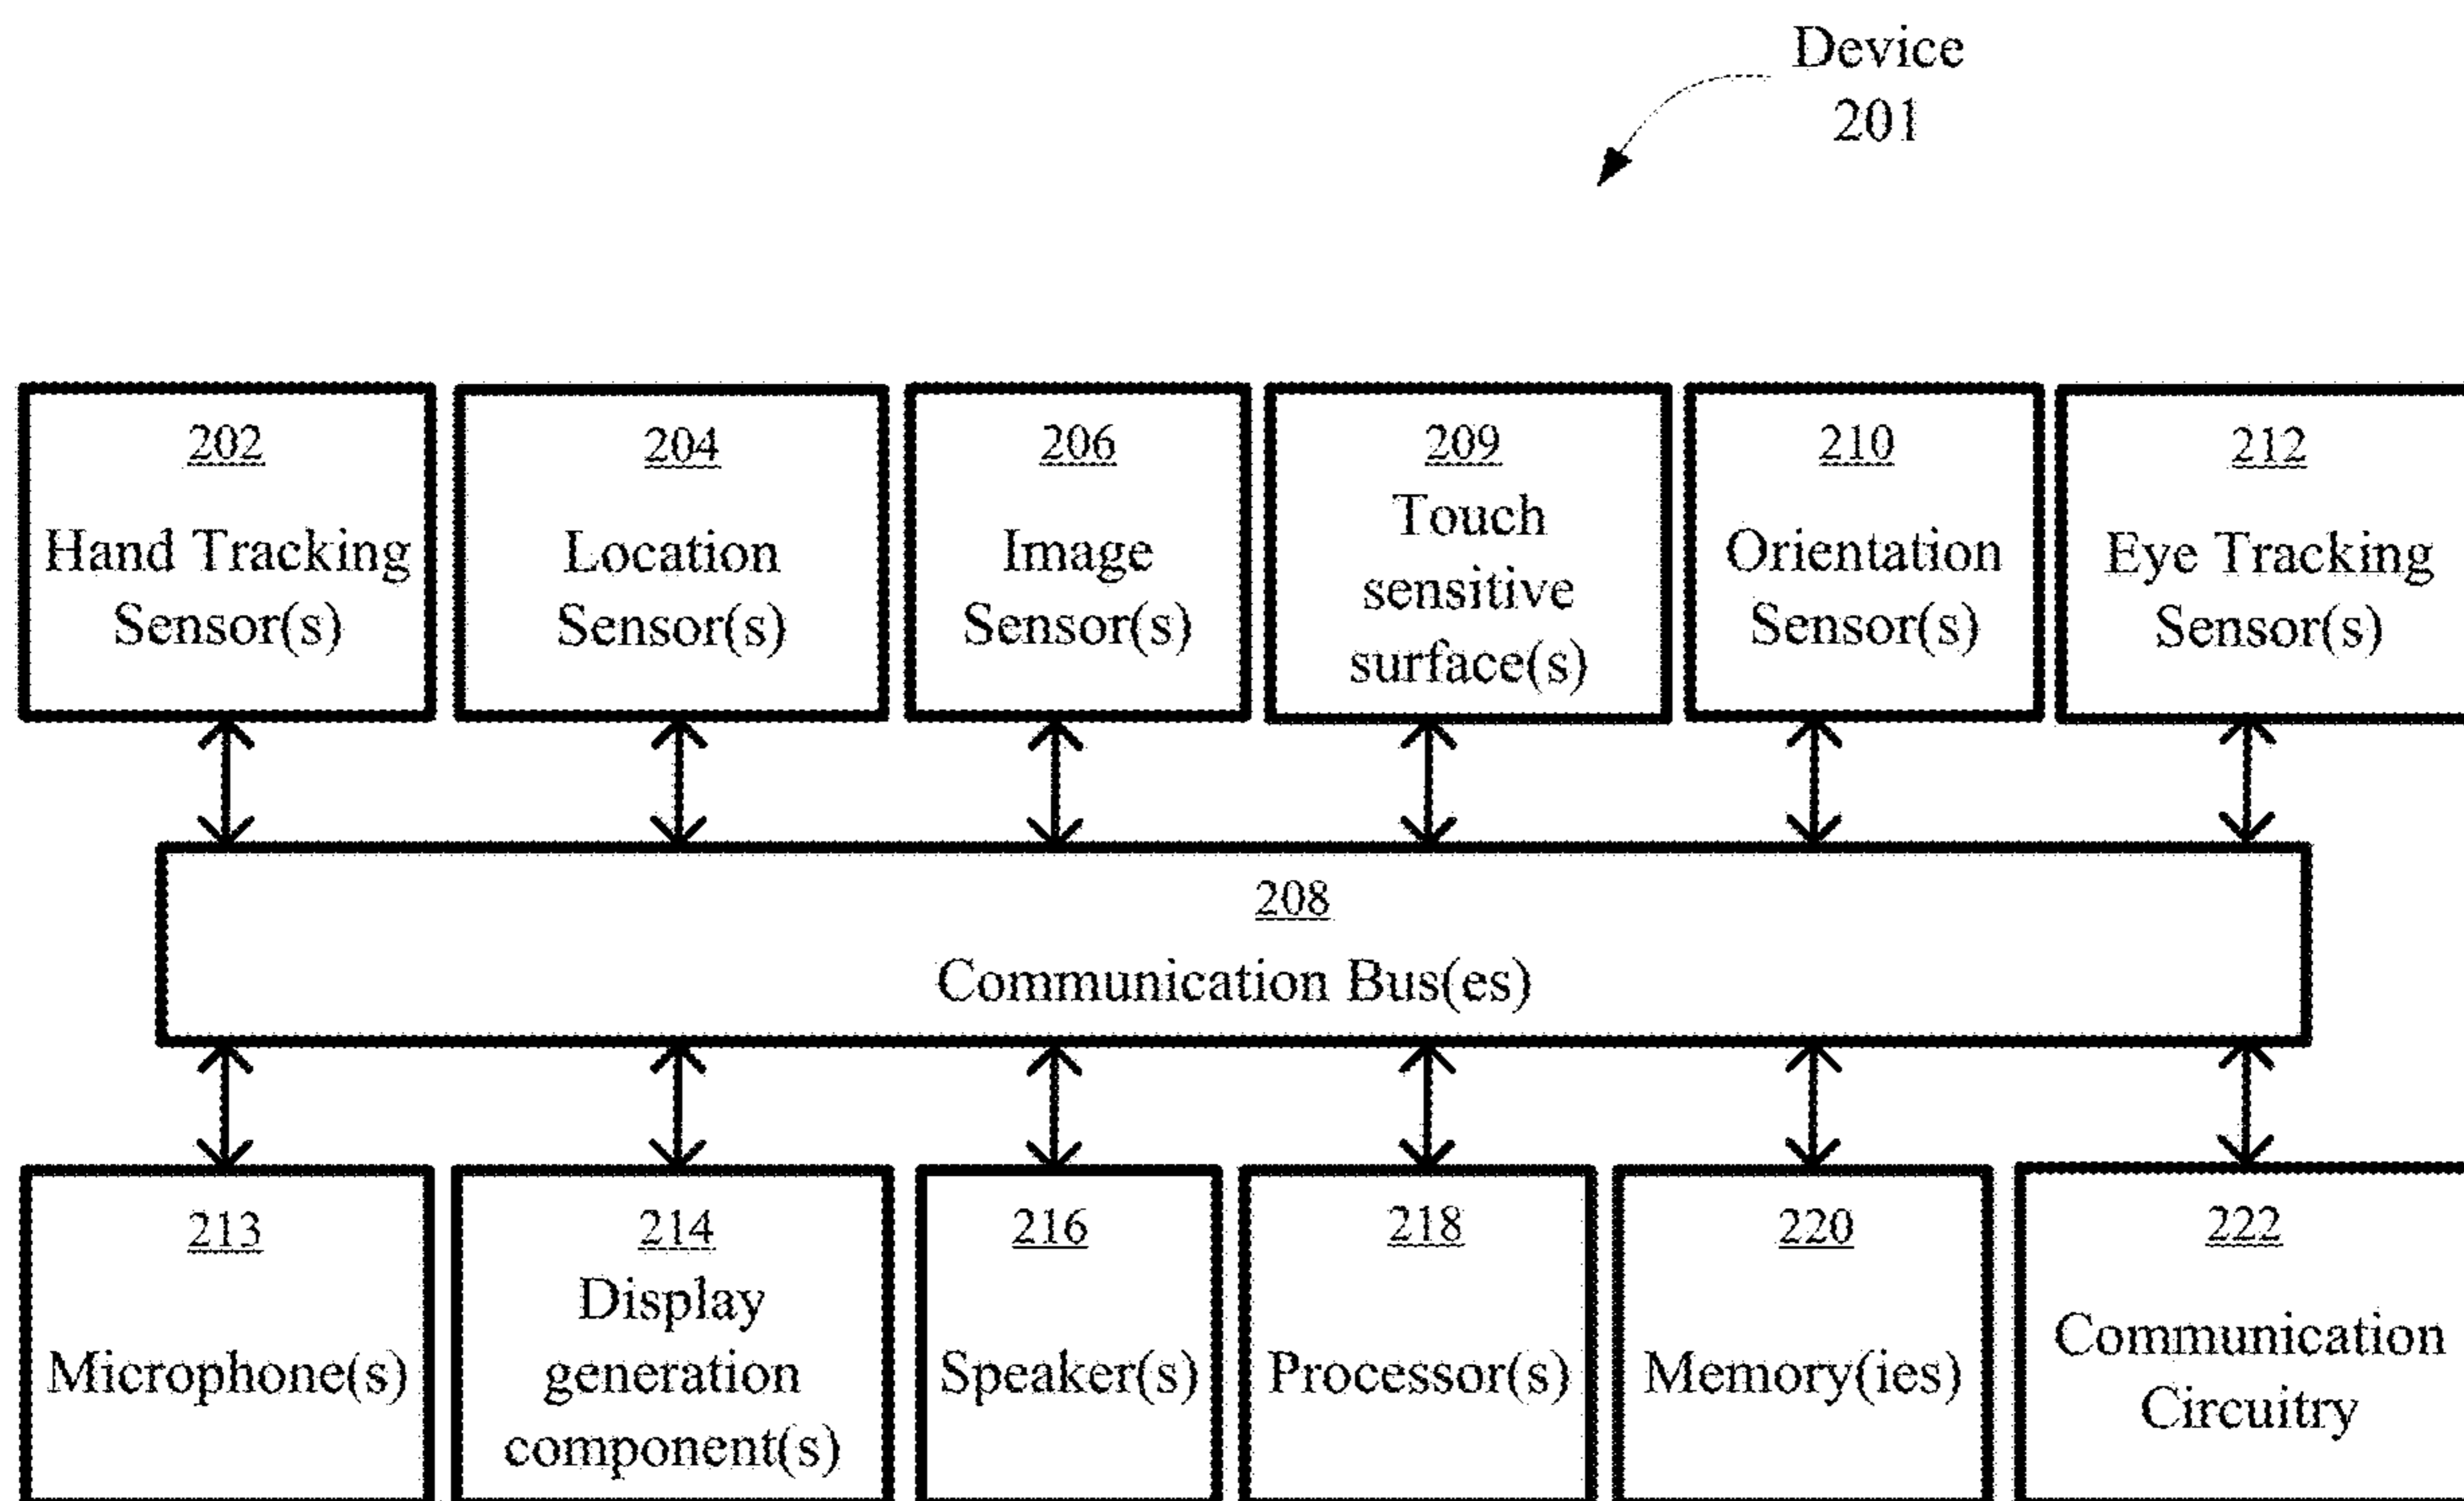 Device
201
202
Hand Tracking
Sensor(s)
204
Location
Sensor(s)
206
Image
Sensor(s)
209
Touch
sensitive
surface(s)
210
Orientation
Sensor(s)
212
Eye Tracking
Sensor(s)
208
Communication Bus(es)
213
Microphone(s)
214
Display
generation
component(s)
216
Speaker(s)
218
Processor(s)
220
Memory(ies)
222
Communication
Circuitry